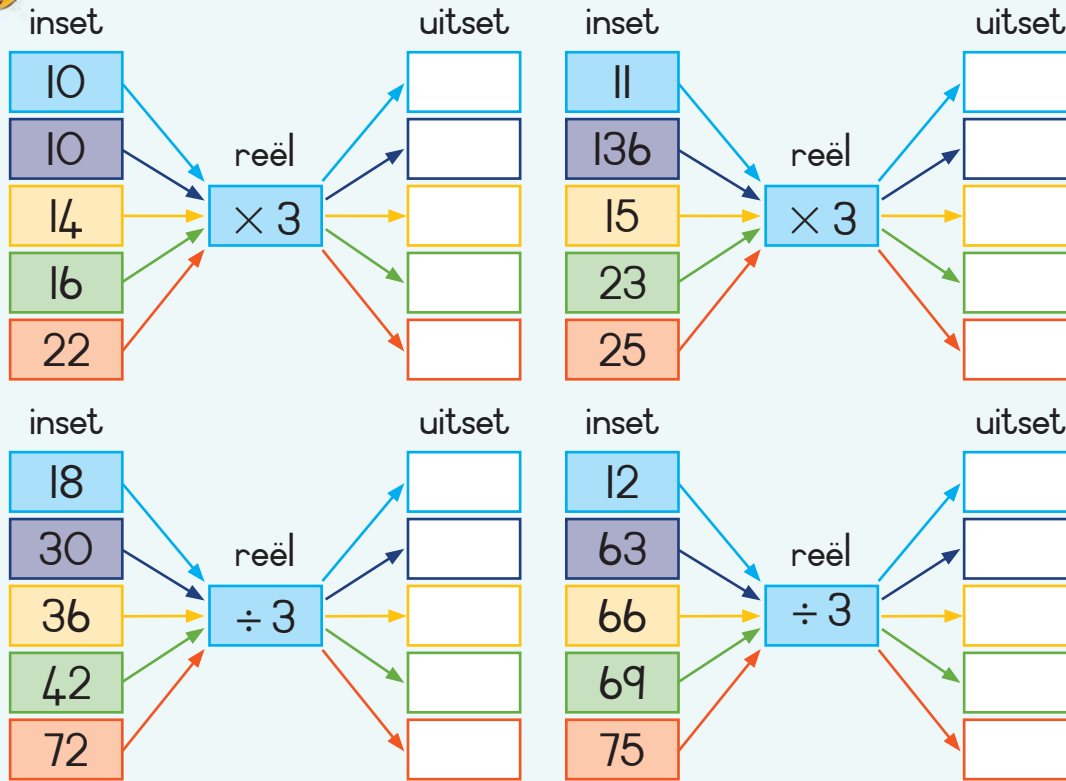 inset uitset inset uitset
10 11
10 reël 136 reël
14 × 3 15 × 3
16 23
22 25
inset uitset inset uitset
18 12
30 reël 63 reël
36 ÷ 3 66 ÷ 3
42 69
72 75